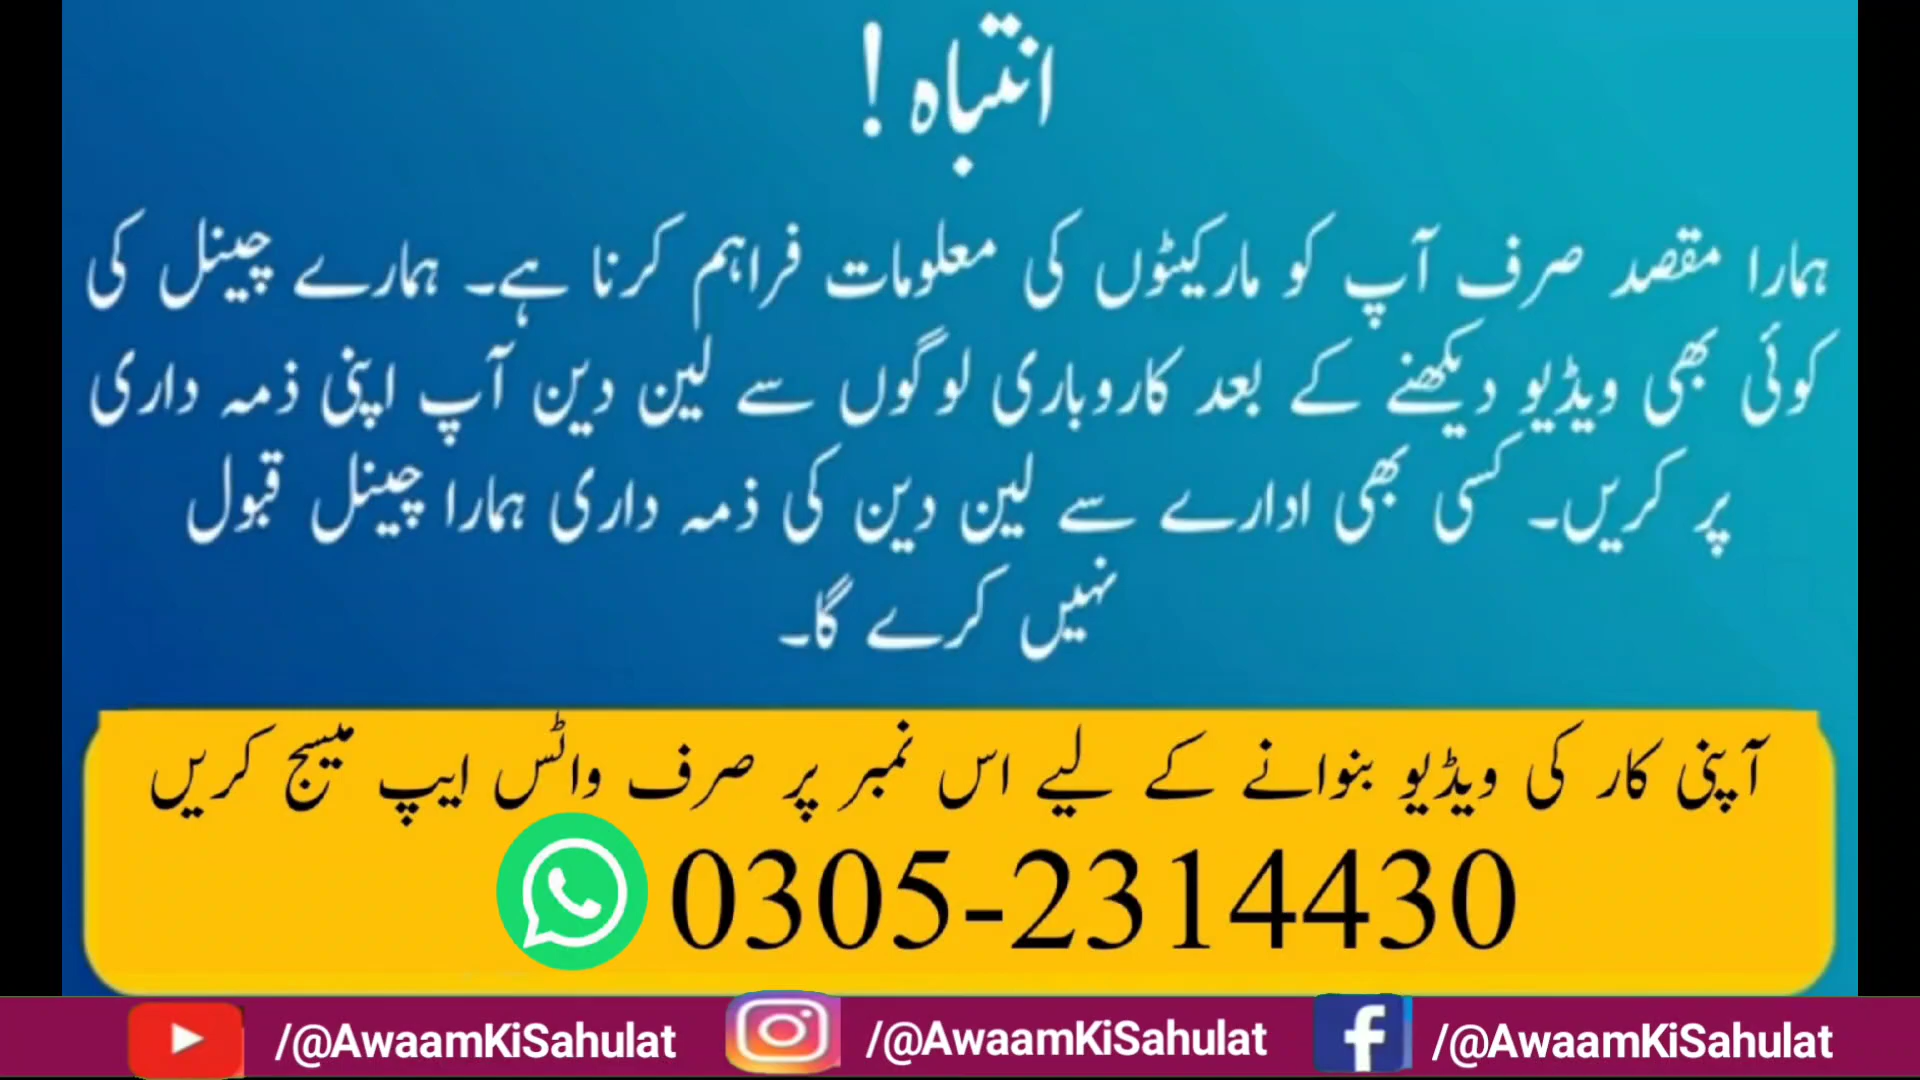 انتباہ !
ہمارا مقصد صرف آپ کو مارکیٹوں کی معلومات فراہم کرنا ہے۔ ہمارے چینل کی
کوئی بھی ویڈیو دیکھنے کے بعد کاروباری لوگوں سے لین دین آپ اپنی ذمہ داری
پر کریں۔ کسی بھی ادارے سے لین دین کی ذمہ داری ہمارا چینل قبول
نہیں کرے گا۔
آپنی کار کی ویڈیو بنوانے کے لیے اس نمبر پر صرف واٹس ایپ میسج کریں
0305-2314430
/@AwaamKiSahulat /@AwaamKiSahulat /@AwaamKiSahulat